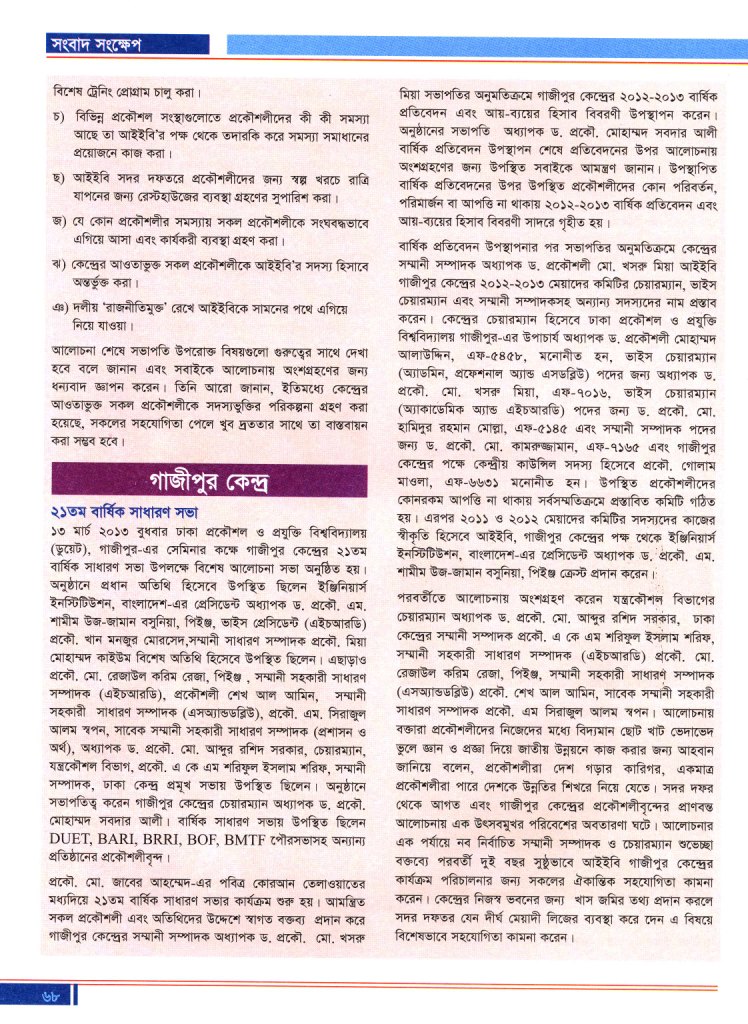 সংবাদ সংক্ষেপ
বিশেষ ট্রেনিং প্রোগ্রাম চালু করা।
চ) বিভিন্ন প্রকৌশল সংস্থাগুলোতে প্রকৌশলীদের কী কী সমস্যা
আছে তা আইইবি'র পক্ষ থেকে তদারকি করে সমস্যা সমাধানের
প্রয়োজনে কাজ করা।
ছ) আইইবি সদর দফতরে প্রকৌশলীদের জন্য স্বল্প খরচে রাত্রি
যাপনের জন্য রেস্টহাউজের ব্যবস্থা গ্রহণের সুপারিশ করা।
জ) যে কোন প্রকৌশলীর সমস্যায় সকল প্রকৌশলীকে সংঘবদ্ধভাবে
এগিয়ে আসা এবং কার্যকরী ব্যবস্থা গ্রহণ করা।
ঝ) কেন্দ্রের আওতাভুক্ত সকল প্রকৌশলীকে আইইবি'র সদস্য হিসাবে
অন্তর্ভুক্ত করা।
ঞ) দলীয় 'রাজনীতিমুক্ত' রেখে আইইবিকে সামনের পথে এগিয়ে
নিয়ে যাওয়া।
আলোচনা শেষে সভাপতি উপরোক্ত বিষয়গুলো গুরুত্বের সাথে দেখা
হবে বলে জানান এবং সবাইকে আলোচনায় অংশগ্রহণের জন্য
ধন্যবাদ জ্ঞাপন করেন। তিনি আরো জানান, ইতিমধ্যে কেন্দ্রের
আওতাভুক্ত সকল প্রকৌশলীকে সদস্যভুক্তির পরিকল্পনা গ্রহণ করা
হয়েছে, সকলের সহযোগিতা পেলে খুব দ্রুততার সাথে তা বাস্তবায়ন
করা সম্ভব হবে।
গাজীপুর কেন্দ্র
২১তম বার্ষিক সাধারণ সভা
১৩ মার্চ ২০১৩ বুধবার ঢাকা প্রকৌশল ও প্রযুক্তি বিশ্ববিদ্যালয়
(ডুয়েট), গাজীপুর-এর সেমিনার কক্ষে গাজীপুর কেন্দ্রের ২১তম
বার্ষিক সাধারণ সভা উপলক্ষে বিশেষ আলোচনা সভা অনুষ্ঠিত হয়।
অনুষ্ঠানে প্রধান অতিথি হিসেবে উপস্থিত ছিলেন ইঞ্জিনিয়ার্স
ইনস্টিটিউশন, বাংলাদেশ-এর প্রেসিডেন্ট অধ্যাপক ড. প্রকৌ. এম.
শামীম উজ-জামান বসুনিয়া, পিইঞ্জ, ভাইস প্রেসিডেন্ট (এইচআরডি)
প্রকৌ. খান মনজুর মোরসেদ,সম্মানী সাধারণ সম্পাদক প্রকৌ. মিয়া
মোহাম্মদ কাইউম বিশেষ অতিথি হিসেবে উপস্থিত ছিলেন। এছাড়াও
প্রকৌ. মো. রেজাউল করিম রেজা, পিইঞ্জ , সম্মানী সহকারী সাধারণ
সম্পাদক (এইচআরডি), প্রকৌশলী শেখ আল আমিন, সম্মানী
সহকারী সাধারণ সম্পাদক (এসঅ্যান্ডডব্লিউ), প্রকৌ. এম. সিরাজুল
আলম স্বপন, সাবেক সম্মানী সহকারী সাধারণ সম্পাদক (প্রশাসন ও
অর্থ), অধ্যাপক ড. প্রকৌ. মো. আব্দুর রশিদ সরকার, চেয়ারম্যান,
যন্ত্রকৌশল বিভাগ, প্রকৌ. এ কে এম শরিফুল ইসলাম শরিফ, সম্মানী
সম্পাদক, ঢাকা কেন্দ্র প্রমূখ সভায় উপস্থিত ছিলেন। অনুষ্ঠানে
সভাপতিত্ব করেন গাজীপুর কেন্দ্রের চেয়ারম্যান অধ্যাপক ড. প্রকৌ.
মোহাম্মদ সবদার আলী। বার্ষিক সাধারণ সভায় উপস্থিত ছিলেন
DUET, BARI, BRRI, BOF, BMTF পৌরসভাসহ অন্যান্য
প্রতিষ্ঠানের প্রকৌশলীবৃন্দ।
প্রকৌ. মো. জাবের আহম্মেদ-এর পবিত্র কোরআন তেলাওয়াতের
মধ্যদিয়ে ২১তম বার্ষিক সাধারণ সভার কার্যক্রম শুরু হয়। আমন্ত্রিত
সকল প্রকৌশলী এবং অতিথিদের উদ্দেশে স্বাগত বক্তব্য প্রদান করে
গাজীপুর কেন্দ্রের সম্মানী সম্পাদক অধ্যাপক ড. প্রকৌ. মো. খসরু
মিয়া সভাপতির অনুমতিক্রমে গাজীপুর কেন্দ্রের ২০১২-২০১৩ বার্ষিক
প্রতিবেদন এবং আয়-ব্যয়ের হিসাব বিবরণী উপস্থাপন করেন।
অনুষ্ঠানের সভাপতি অধ্যাপক ড. প্রকৌ. মোহাম্মদ সবদার আলী
বার্ষিক প্রতিবেদন উপস্থাপন শেষে প্রতিবেদনের উপর আলোচনায়
অংশগ্রহণের জন্য উপস্থিত সবাইকে আমন্ত্রণ জানান। উপস্থাপিত
বার্ষিক প্রতিবেদনের উপর উপস্থিত প্রকৌশলীদের কোন পরিবর্তন,
পরিমার্জন বা আপত্তি না থাকায় ২০১২-২০১৩ বার্ষিক প্রতিবেদন এবং
আয়-ব্যয়ের হিসাব বিবরণী সাদরে গৃহীত হয়।
বার্ষিক প্রতিবেদন উপস্থাপনার পর সভাপতির অনুমতিক্রমে কেন্দ্রের
সম্মানী সম্পাদক অধ্যাপক ড. প্রকৌশলী মো. খসরু মিয়া আইইবি
গাজীপুর কেন্দ্রের ২০১২-২০১৩ মেয়াদের কমিটির চেয়ারম্যান, ভাইস
চেয়ারম্যান এবং সম্মানী সম্পাদকসহ অন্যান্য সদস্যদের নাম প্রস্তাব
করেন। কেন্দ্রের চেয়ারম্যান হিসেবে ঢাকা প্রকৌশল ও প্রযুক্তি
বিশ্ববিদ্যালয় গাজীপুর-এর উপাচার্য অধ্যাপক ড. প্রকৌশলী মোহাম্মদ
আলাউদ্দিন, এফ-৫৪৫৮, মনোনীত হন, ভাইস চেয়ারম্যান
(অ্যাডমিন, প্রফেশনাল অ্যান্ড এসডব্লিউ) পদের জন্য অধ্যাপক ড.
প্রকৌ. মো. খসরু মিয়া, এফ-৭০১৬, ভাইস চেয়ারম্যান
(অ্যাকাডেমিক অ্যান্ড এইচআরডি) পদের জন্য ড. প্রকৌ. মো.
হামিদুর রহমান মোল্লা, এফ-৫১৪৫ এবং সম্মানী সম্পাদক পদের
জন্য ড. প্রকৌ. মো. কামরুজ্জামান, এফ-৭১৬৫ এবং গাজীপুর
কেন্দ্রের পক্ষে কেন্দ্রীয় কাউন্সিল সদস্য হিসেবে প্রকৌ. গোলাম
মাওলা, এফ-৬৬৩১ মনোনীত হন। উপস্থিত প্রকৌশলীদের
কোনরকম আপত্তি না থাকায় সর্বসম্মতিক্রমে প্রস্তাবিত কমিটি গঠিত
হয়। এরপর ২০১১ ও ২০১২ মেয়াদের কমিটির সদস্যদের কাজের
স্বীকৃতি হিসেবে আইইবি, গাজীপুর কেন্দ্রের পক্ষ থেকে ইঞ্জিনিয়ার্স
ইনস্টিটিউশন, বাংলাদেশ-এর প্রেসিডেন্ট অধ্যাপক ড. প্রকৌ. এম.
শামীম উজ-জামান বসুনিয়া, পিইঞ্জ ক্রেস্ট প্রদান করেন।
পরবর্তীতে আলোচনায় অংশগ্রহণ করেন যন্ত্রকৌশল বিভাগের
চেয়ারম্যান অধ্যাপক ড. প্রকৌ. মো. আব্দুর রশিদ সরকার, ঢাকা
কেন্দ্রের সম্মানী সম্পাদক প্রকৌ. এ কে এম শরিফুল ইসলাম শরিফ,
সম্মানী সহকারী সাধারণ সম্পাদক (এইচআরডি) প্রকৌ. মো.
রেজাউল করিম রেজা, পিইঞ্জ, সম্মানী সহকারী সাধারণ সম্পাদক
(এসঅ্যান্ডডব্লিউ) প্রকৌ. শেখ আল আমিন, সাবেক সম্মানী সহকারী
সাধারণ সম্পাদক প্রকৌ. এম সিরাজুল আলম স্বপন। আলোচনায়
বক্তারা প্রকৌশলীদের নিজেদের মধ্যে বিদ্যমান ছোট খাট ভেদাভেদ
ভুলে জ্ঞান ও প্রজ্ঞা দিয়ে জাতীয় উন্নয়নে কাজ করার জন্য আহবান
জানিয়ে বলেন, প্রকৌশলীরা দেশ গড়ার কারিগর, একমাত্র
প্রকৌশলীরা পারে দেশকে উন্নতির শিখরে নিয়ে যেতে। সদর দফর
থেকে আগত এবং গাজীপুর কেন্দ্রের প্রকৌশলীবৃন্দের প্রাণবন্ত
আলোচনায় এক উৎসবমুখর পরিবেশের অবতারণা ঘটে। আলোচনার
এক পর্যায়ে নব নির্বাচিত সম্মানী সম্পাদক ও চেয়ারম্যান শুভেচ্ছা
বক্তব্যে পরবর্তী দুই বছর সুষ্ঠুভাবে আইইবি গাজীপুর কেন্দ্রের
কার্যক্রম পরিচালনার জন্য সকলের ঐকান্তিক সহযোগিতা কামনা
করেন। কেন্দ্রের নিজস্ব ভবনের জন্য খাস জমির তথ্য প্রদান করলে
সদর দফতর যেন দীর্ঘ মেয়াদী লিজের ব্যবস্থা করে দেন এ বিষয়ে
বিশেষভাবে সহযোগিতা কামনা করেন।
৬৮